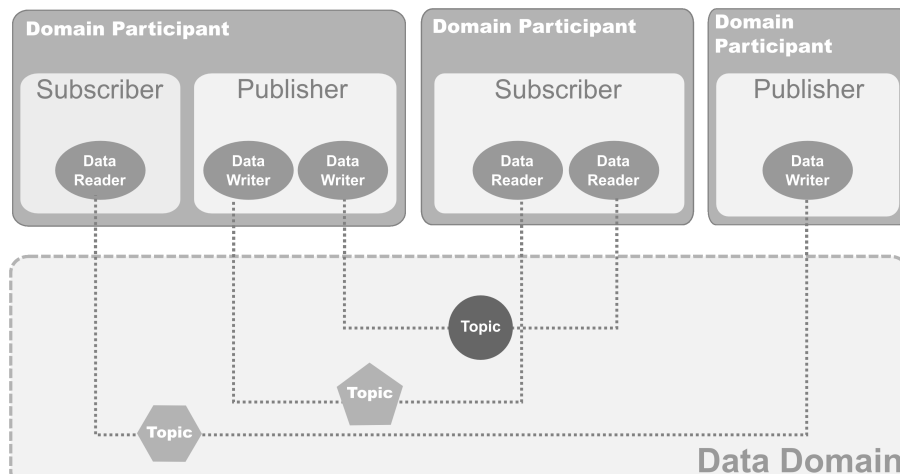 Domain Participant
Subscriber
Data
Reader
Publisher
Data
Writer
Data
Writer
Domain Participant
Subscriber
Data
Reader
Data
Reader
Domain
Participant
Publisher
Data
Writer
Topic
Topic
Topic
Data Domain